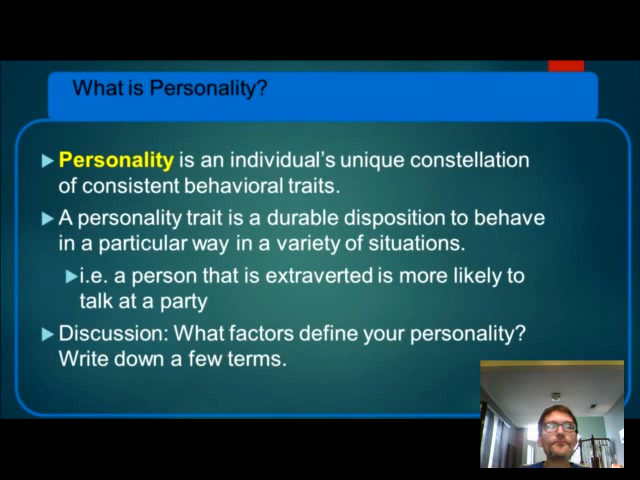 What is Personality?
Personality is an individual's unique constellation
of consistent behavioral traits.
A personality trait is a durable disposition to behave
in a particular way in a variety of situations.
i.e. a person that is extraverted is more likely to
talk at a party
Discussion: What factors define your personality?
Write down a few terms.